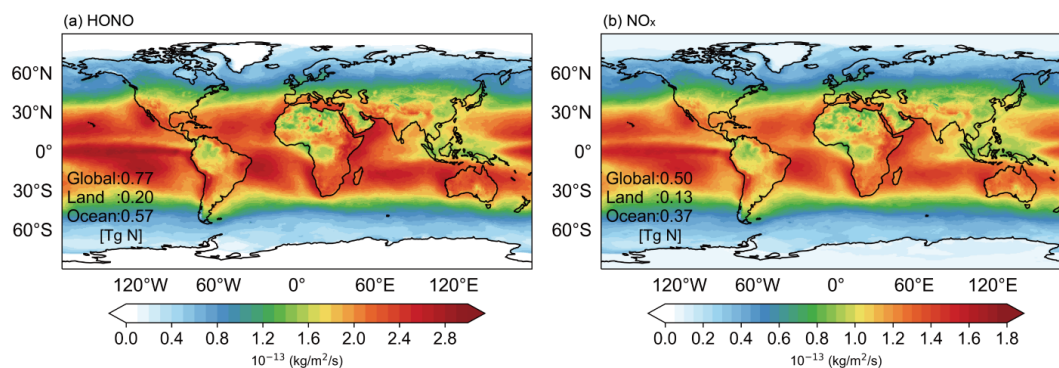 (a) HONO
60°N
30°N
0°
30°S
60°S
Global:0.77
Land :0.20
Ocean:0.57
[Tg N]
120°W 60°W 0° 60°E 120°E
0.0 0.4 0.8 1.2 1.6 2.0 2.4 2.8
10⁻¹³ (kg/m²/s)
(b) NOₓ
60°N
30°N
0°
30°S
60°S
Global:0.50
Land :0.13
Ocean:0.37
[Tg N]
120°W 60°W 0° 60°E 120°E
0.0 0.2 0.4 0.6 0.8 1.0 1.2 1.4 1.6 1.8
10⁻¹³ (kg/m²/s)